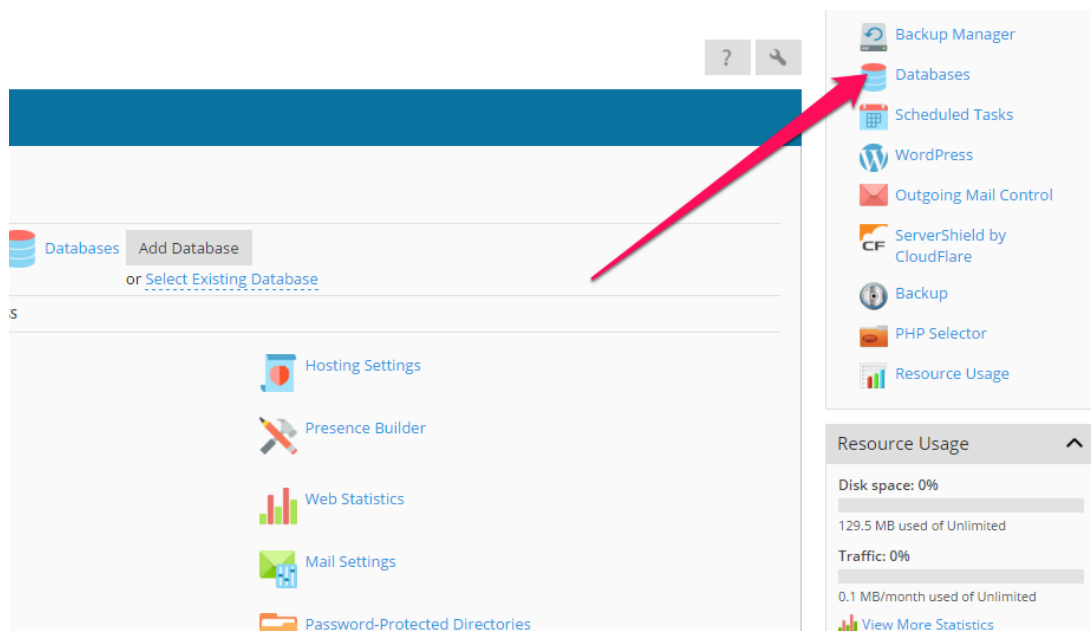 ?
Databases Add Database
or Select Existing Database
s
Hosting Settings
Presence Builder
Web Statistics
Mail Settings
Password-Protected Directories
Backup Manager
Databases
Scheduled Tasks
WordPress
Outgoing Mail Control
CF
ServerShield by
CloudFlare
Backup
PHP Selector
Resource Usage
Resource Usage
Disk space: 0%
129.5 MB used of Unlimited
Traffic: 0%
0.1 MB/month used of Unlimited
View More Statistics